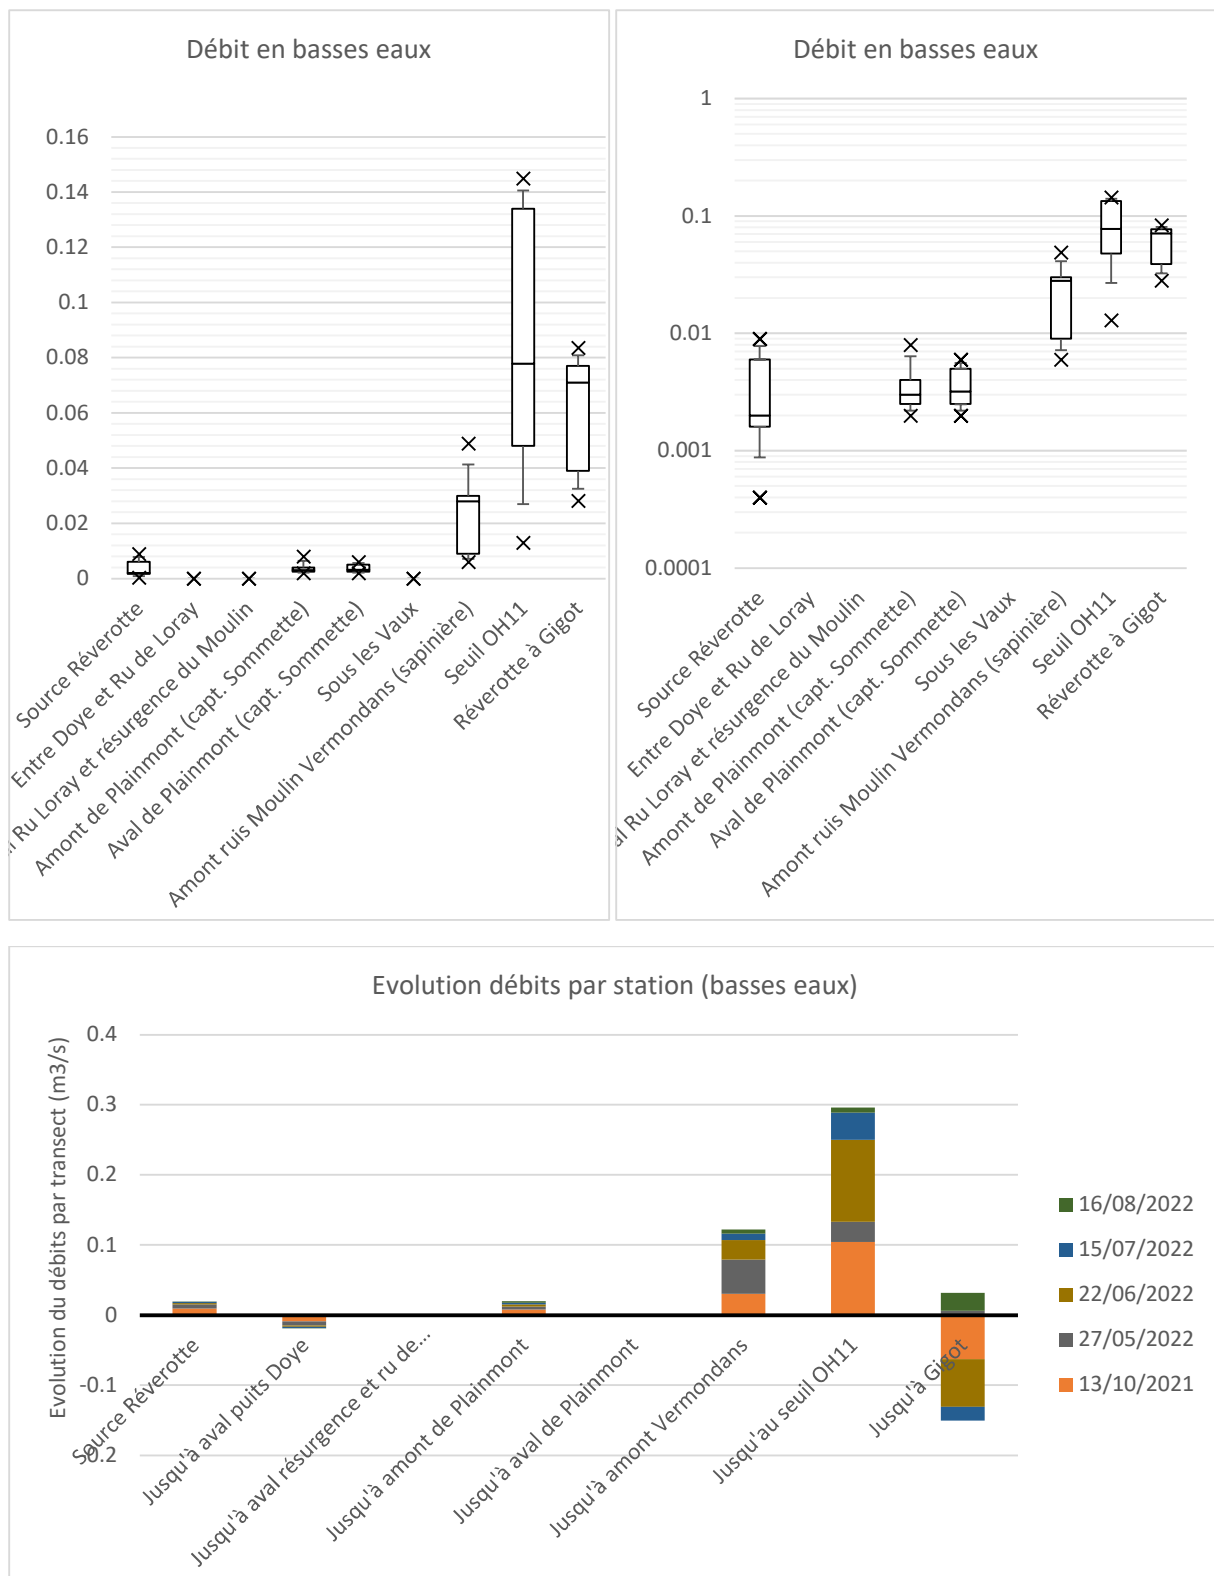 Débit en basses eaux
0.16
0.14
0.12
0.1
0.08
0.06
0.04
0.02
0
Source Réverotte
Entre Doye et Ru de Loray
Ru Loray et résurgence du Moulin
Amont de Plainmont (capt. Sommette)
Aval de Plainmont (capt. Sommette)
Sous les Vaux
Amont ruis Moulin Vermondans (sapinière)
Seuil OH11
Réverotte à Gigot
Débit en basses eaux
1
0.1
0.01
0.001
0.0001
Source Réverotte
Entre Doye et Ru de Loray
al Ru Loray et résurgence du Moulin
Amont de Plainmont (capt. Sommette)
Aval de Plainmont (capt. Sommette)
Sous les Vaux
Amont ruis Moulin Vermondans (sapinière)
Seuil OH11
Réverotte à Gigot
Evolution débits par station (basses eaux)
Evolution du débits par transect (m3/s)
0.4
0.3
0.2
0.1
0
-0.1
-0.2
Source Réverotte
Jusqu'à aval puits Doye
Jusqu'à aval résurgence et ru de...
Jusqu'à amont de Plainmont
Jusqu'à aval de Plainmont
Jusqu'à amont Vermondans
Jusqu'au seuil OH11
Jusqu'à Gigot
16/08/2022
15/07/2022
22/06/2022
27/05/2022
13/10/2021